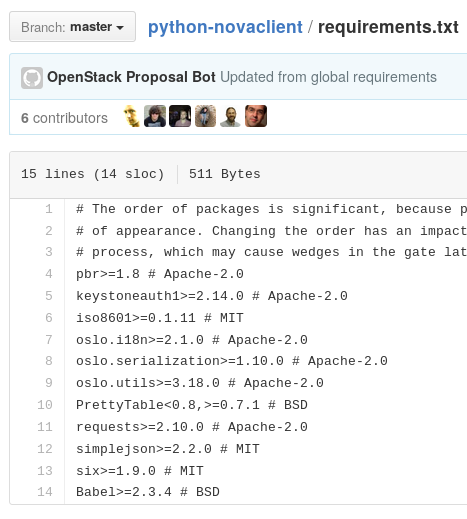 Branch: master python-novaclient / requirements.txt
OpenStack Proposal Bot Updated from global requirements
6 contributors
15 lines (14 sloc) 511 Bytes
1 # The order of packages is significant, because p
2 # of appearance. Changing the order has an impact
3 # process, which may cause wedges in the gate lat
4 pbr>=1.8 # Apache-2.0
5 keystoneauth1>=2.14.0 # Apache-2.0
6 iso8601>=0.1.11 # MIT
7 oslo.i18n>=2.1.0 # Apache-2.0
8 oslo.serialization>=1.10.0 # Apache-2.0
9 oslo.utils>=3.18.0 # Apache-2.0
10 PrettyTable<0.8,>=0.7.1 # BSD
11 requests>=2.10.0 # Apache-2.0
12 simplejson>=2.2.0 # MIT
13 six>=1.9.0 # MIT
14 Babel>=2.3.4 # BSD